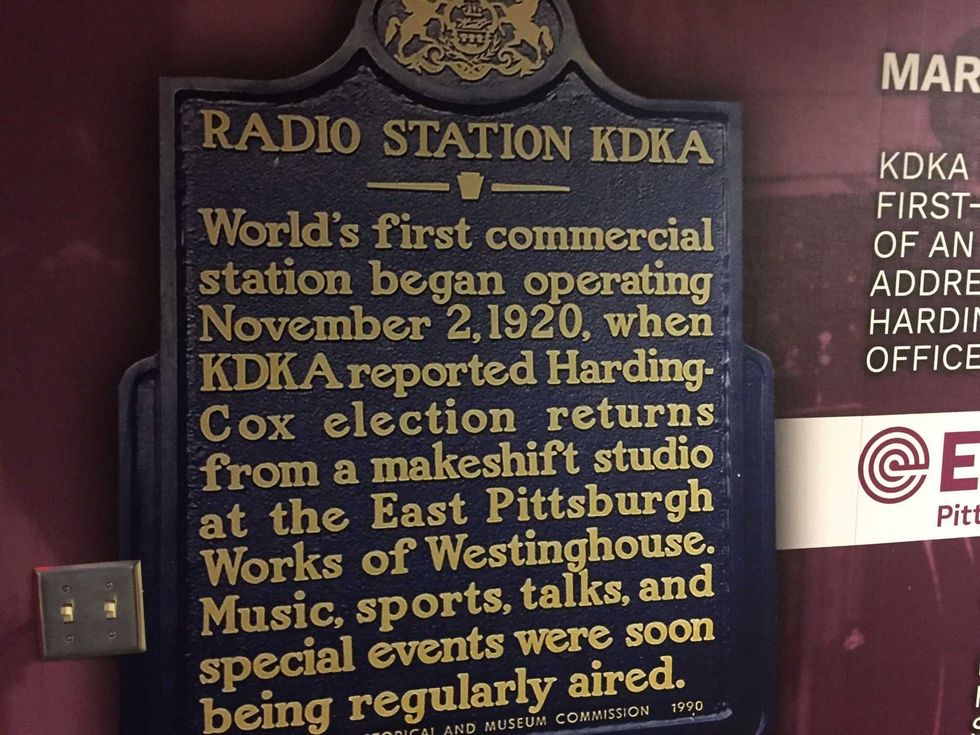 RADIO STATION KDKA
World's first commercial
station began operating
November 2, 1920, when
KDKA reported Harding-
Cox election returns
from a makeshift studio
at the East Pittsburgh
Works of Westinghouse.
Music, sports, talks, and
special events were soon
being regularly aired.
AND MUSEUM COMMISSION 1990
MAR
KDKA
FIRST-
OF AN
ADDRE
HARDIN
OFFICE
E
Pitt